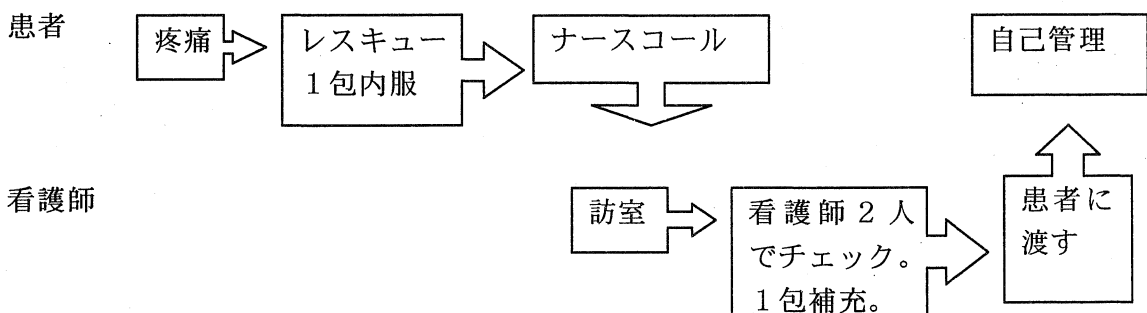 患者
疼痛
レスキュー
１包内服
ナースコール
自己管理
看護師
訪室
看護師２人
でチェック。
１包補充。
患者に
渡す